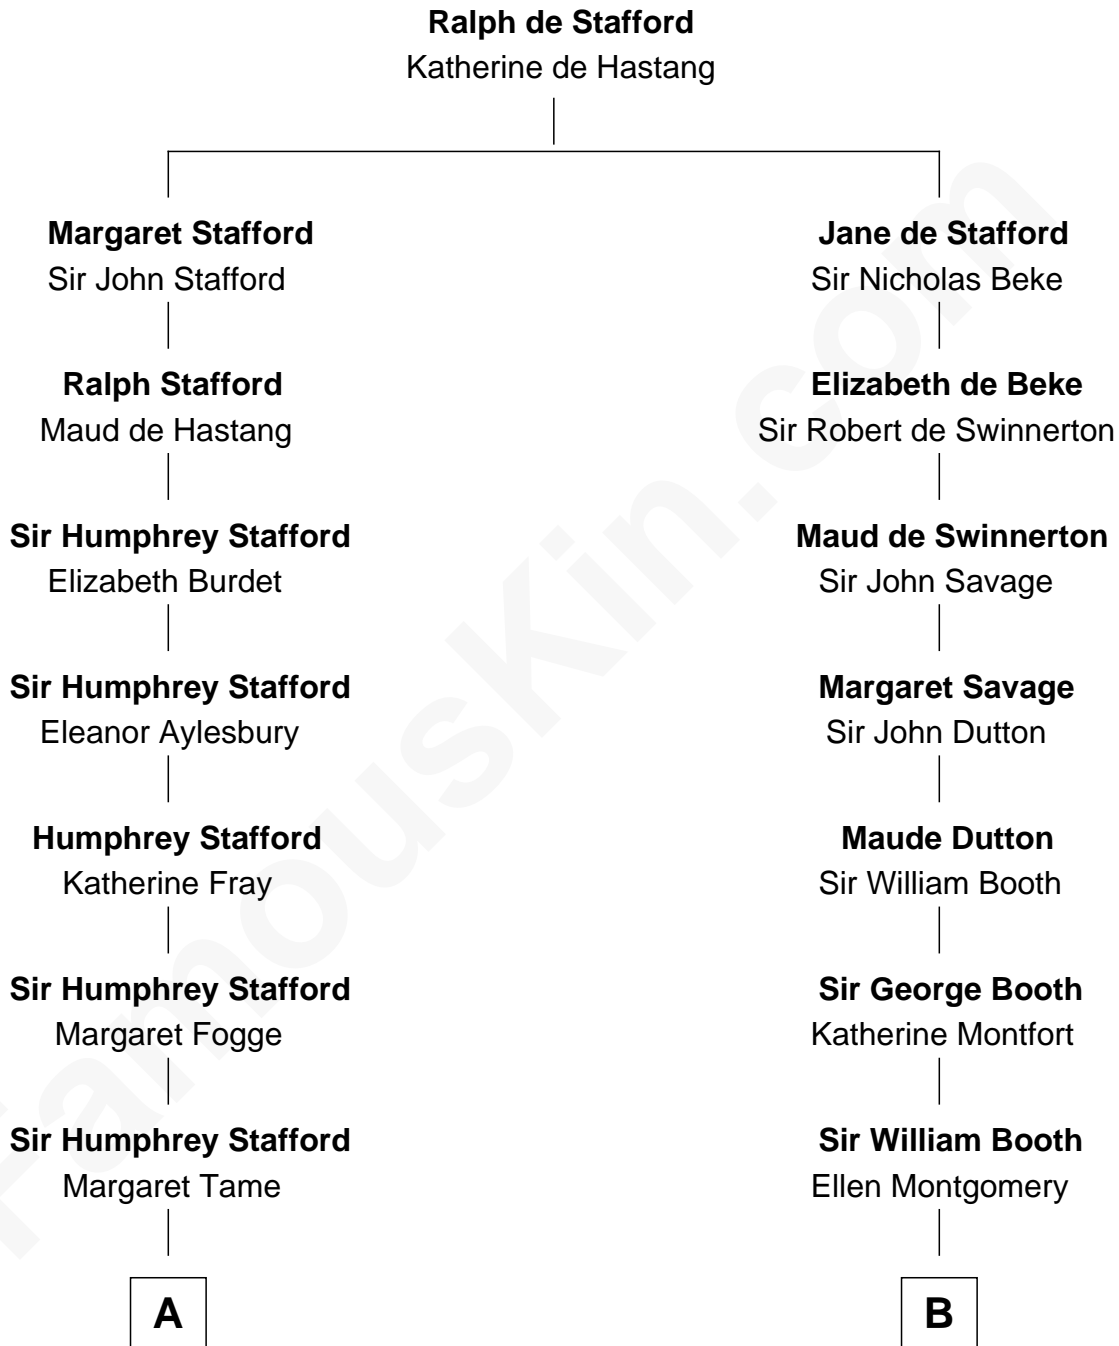 Ralph de Stafford
Katherine de Hastang
Margaret Stafford
Sir John Stafford
Jane de Stafford
Sir Nicholas Beke
Ralph Stafford
Maud de Hastang
Elizabeth de Beke
Sir Robert de Swinnerton
Sir Humphrey Stafford
Elizabeth Burdet
Maud de Swinnerton
Sir John Savage
Sir Humphrey Stafford
Eleanor Aylesbury
Margaret Savage
Sir John Dutton
Humphrey Stafford
Katherine Fray
Maude Dutton
Sir William Booth
Sir Humphrey Stafford
Margaret Fogge
Sir George Booth
Katherine Montfort
Sir Humphrey Stafford
Margaret Tame
Sir William Booth
Ellen Montgomery
A
B
FamousKin.com